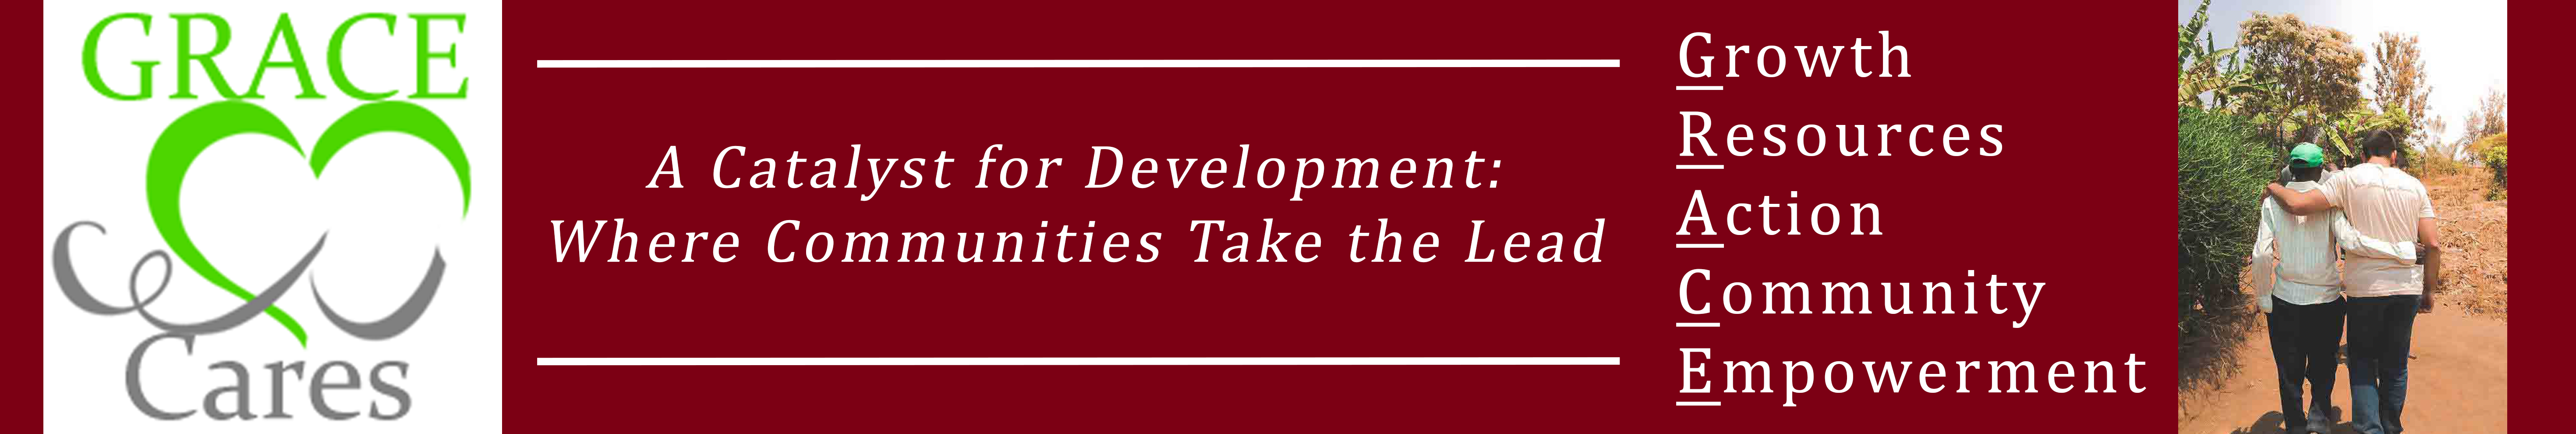 GRACE
Cares
A Catalyst for Development:
Where Communities Take the Lead
Growth
Resources
Action
Community
Empowerment